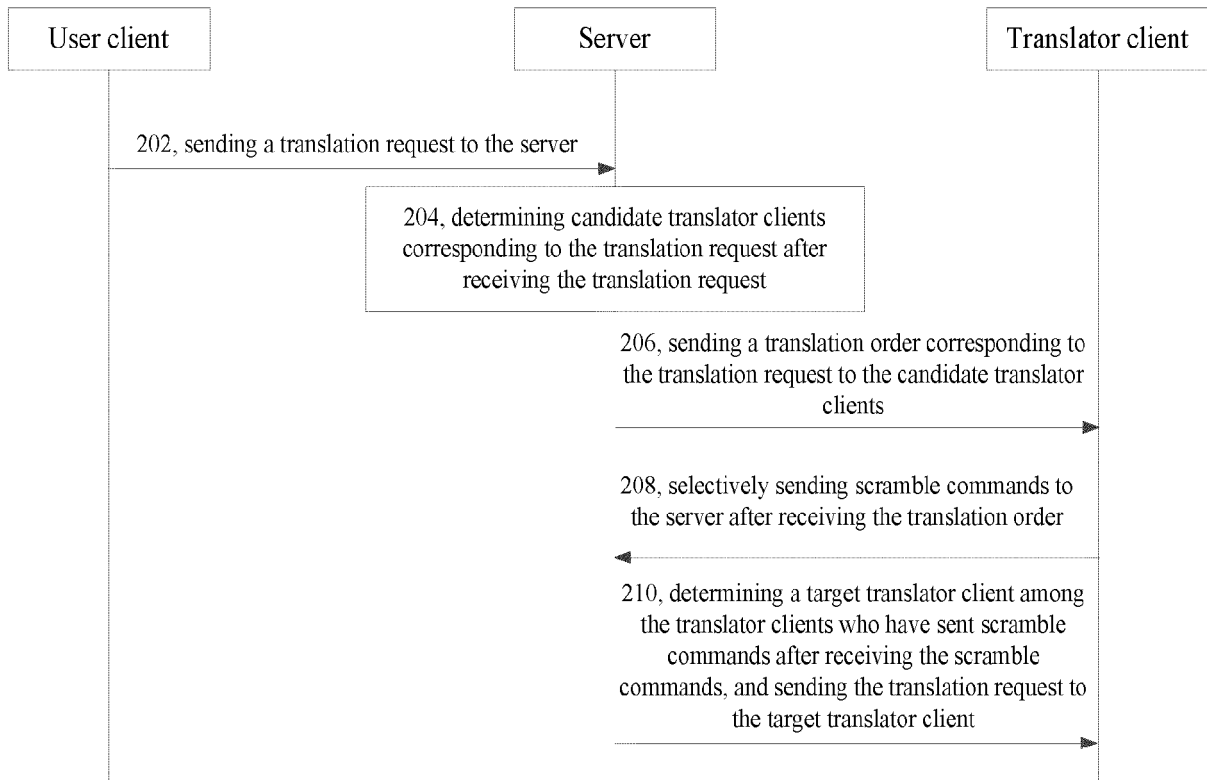 User client
Server
Translator client
202, sending a translation request to the server
204, determining candidate translator clients
corresponding to the translation request after
receiving the translation request
206, sending a translation order corresponding to
the translation request to the candidate translator
clients
208, selectively sending scramble commands to
the server after receiving the translation order
210, determining a target translator client among
the translator clients who have sent scramble
commands after receiving the scramble
commands, and sending the translation request to
the target translator client